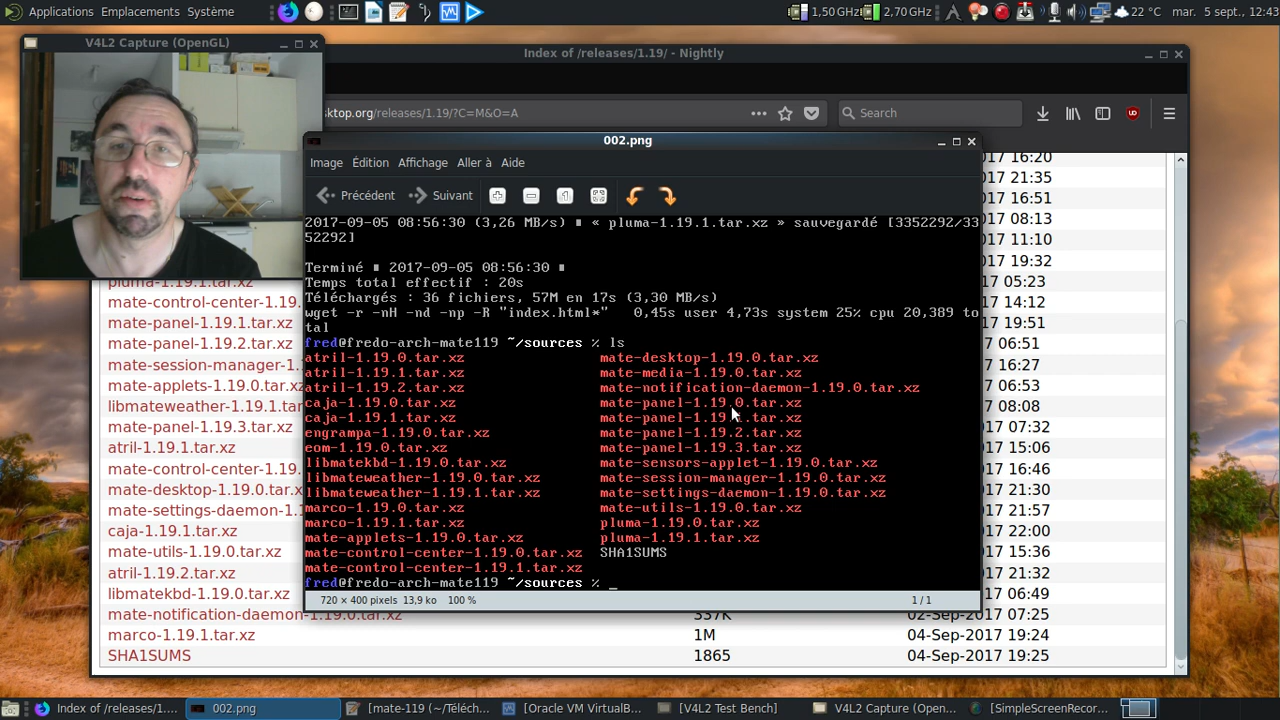 Applications Emplacements Système
1,50 GHz 2,70 GHz 22 °C mar. 5 sept., 12:43
V4L2 Capture (OpenGL)
Index of /releases/1.19/ - Nightly
sktop.org/releases/1.19/?C=M&O=A
Search
002.png
Image Édition Affichage Aller à Aide
Précédent Suivant
2017-09-05 08:56:30 (3,26 MB/s) ∎ « pluma-1.19.1.tar.xz » sauvegardé [3352292/33
52292]
Terminé ∎ 2017-09-05 08:56:30 ∎
Temps total effectif : 20s
Téléchargés : 36 fichiers, 57M en 17s (3,30 MB/s)
wget -r -nH -nd -np -R "index.html*" 0,45s user 4,73s system 25% cpu 20,389 to
tal
fred@fredo-arch-mate119 ~/sources % ls
atril-1.19.0.tar.xz mate-desktop-1.19.0.tar.xz
atril-1.19.1.tar.xz mate-media-1.19.0.tar.xz
atril-1.19.2.tar.xz mate-notification-daemon-1.19.0.tar.xz
caja-1.19.0.tar.xz mate-panel-1.19.0.tar.xz
caja-1.19.1.tar.xz mate-panel-1.19.1.tar.xz
engrampa-1.19.0.tar.xz mate-panel-1.19.2.tar.xz
eom-1.19.0.tar.xz mate-panel-1.19.3.tar.xz
libmatekbd-1.19.0.tar.xz mate-sensors-applet-1.19.0.tar.xz
libmateweather-1.19.0.tar.xz mate-session-manager-1.19.0.tar.xz
libmateweather-1.19.1.tar.xz mate-settings-daemon-1.19.0.tar.xz
marco-1.19.0.tar.xz mate-utils-1.19.0.tar.xz
marco-1.19.1.tar.xz pluma-1.19.0.tar.xz
mate-applets-1.19.0.tar.xz pluma-1.19.1.tar.xz
mate-control-center-1.19.0.tar.xz SHA1SUMS
mate-control-center-1.19.1.tar.xz
fred@fredo-arch-mate119 ~/sources % _
720 × 400 pixels 13,9 ko 100 % 1 / 1
017 16:20
017 21:35
017 16:51
017 08:13
017 11:10
017 19:32
pluma-1.19.1.tar.xz 017 05:23
mate-control-center-1.19. 017 14:12
mate-panel-1.19.1.tar.xz 017 19:51
mate-panel-1.19.2.tar.xz 017 06:51
mate-session-manager-1. 017 16:27
mate-applets-1.19.0.tar.xz 017 06:53
libmateweather-1.19.1.tar 017 08:08
mate-panel-1.19.3.tar.xz 017 07:32
atril-1.19.1.tar.xz 017 15:06
mate-control-center-1.19. 017 16:46
mate-desktop-1.19.0.tar.x 017 21:30
mate-settings-daemon-1. 017 21:57
caja-1.19.1.tar.xz 017 22:00
mate-utils-1.19.0.tar.xz 017 15:36
atril-1.19.2.tar.xz 017 21:32
libmatekbd-1.19.0.tar.xz 017 06:49
mate-notification-daemon-1.19.0.tar.xz 337K 02-Sep-2017 07:25
marco-1.19.1.tar.xz 1M 04-Sep-2017 19:24
SHA1SUMS 1865 04-Sep-2017 19:25
Index of /releases/1.... 002.png [mate-119 (~/Téléch... [Oracle VM VirtualB... [V4L2 Test Bench] V4L2 Capture (Open... [SimpleScreenRecor...